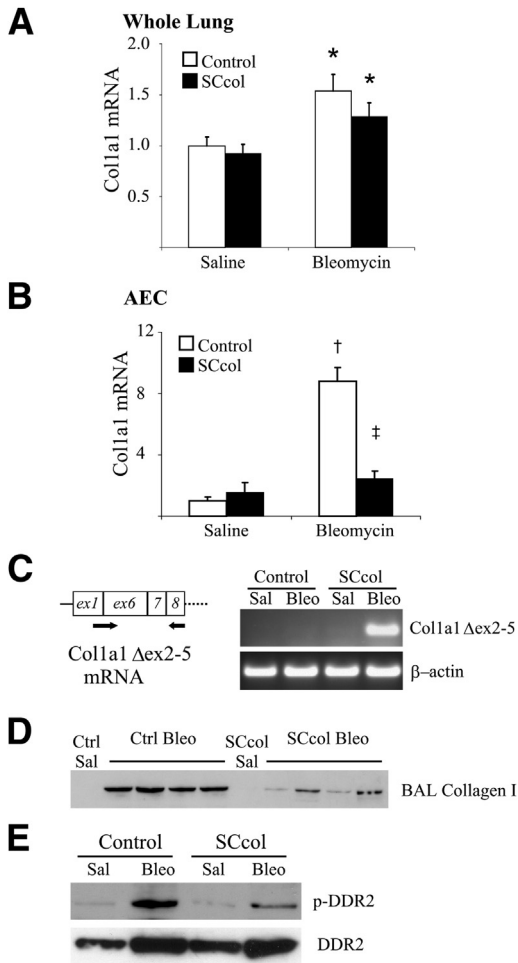 A
Whole Lung
Col1a1 mRNA
2.0
1.5
1.0
0.5
Control
SCcol
*
*
Saline
Bleomycin
B
AEC
Col1a1 mRNA
12
8
4
Control
SCcol
†
‡
Saline
Bleomycin
C
ex1 ex6 7 8
Col1a1 Δex2-5
mRNA
Control SCcol
Sal Bleo Sal Bleo
Col1a1 Δex2-5
β–actin
D
Ctrl Sal
Ctrl Bleo
SCcol Sal
SCcol Bleo
BAL Collagen I
E
Control SCcol
Sal Bleo Sal Bleo
p-DDR2
DDR2